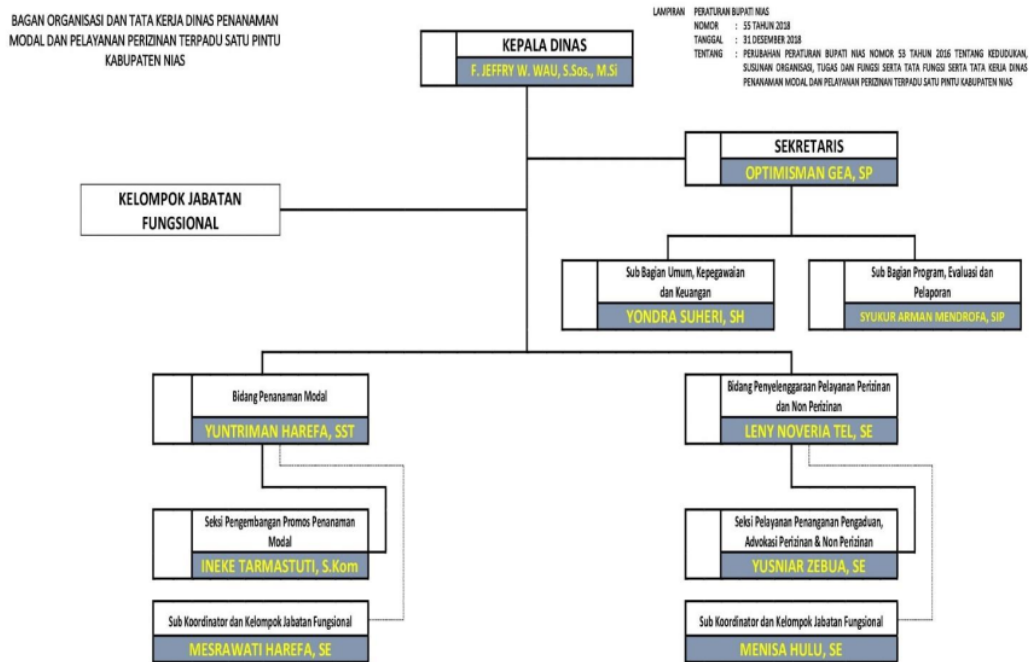 BAGAN ORGANISASI DAN TATA KERJA DINAS PENANAMAN
MODAL DAN PELAYANAN PERIZINAN TERPADU SATU PINTU
KABUPATEN NIAS
LAMPIRAN PERATURAN BUPATI NIAS
NOMOR : 55 TAHUN 2018
TANGGAL : 31 DESEMBER 2018
TENTANG : PERUBAHAN PERATURAN BUPATI NIAS NOMOR 53 TAHUN 2016 TENTANG KEDUDUKAN,
SUSUNAN ORGANISASI, TUGAS DAN FUNGSI SERTA TATA FUNGSI SERTA TATA KERJA DINAS
PENANAMAN MODAL DAN PELAYANAN PERIZINAN TERPADU SATU PINTU KABUPATEN NIAS
KEPALA DINAS
F. JEFFRY W. WAU, S.Sos., M.Si
SEKRETARIS
OPTIMISMAN GEA, SP
KELOMPOK JABATAN
FUNGSIONAL
Sub Bagian Umum, Kepegawaian
dan Keuangan
YONDRA SUHERI, SH
Sub Bagian Program, Evaluasi dan
Pelaporan
SYUKUR ARMAN MENDROFA, SIP
Bidang Penanaman Modal
YUNTRIMAN HAREFA, SST
Bidang Penyelenggaraan Pelayanan Perizinan
dan Non Perizinan
LENY NOVERIA TEL, SE
Seksi Pengembangan Promos Penanaman
Modal
INEKE TARMASTUTI, S.Kom
Seksi Pelayanan Penanganan Pengaduan,
Advokasi Perizinan & Non Perizinan
YUSNIAR ZEBUA, SE
Sub Koordinator dan Kelompok Jabatan Fungsional
MESRAWATI HAREFA, SE
Sub Koordinator dan Kelompok Jabatan Fungsional
MENISA HULU, SE